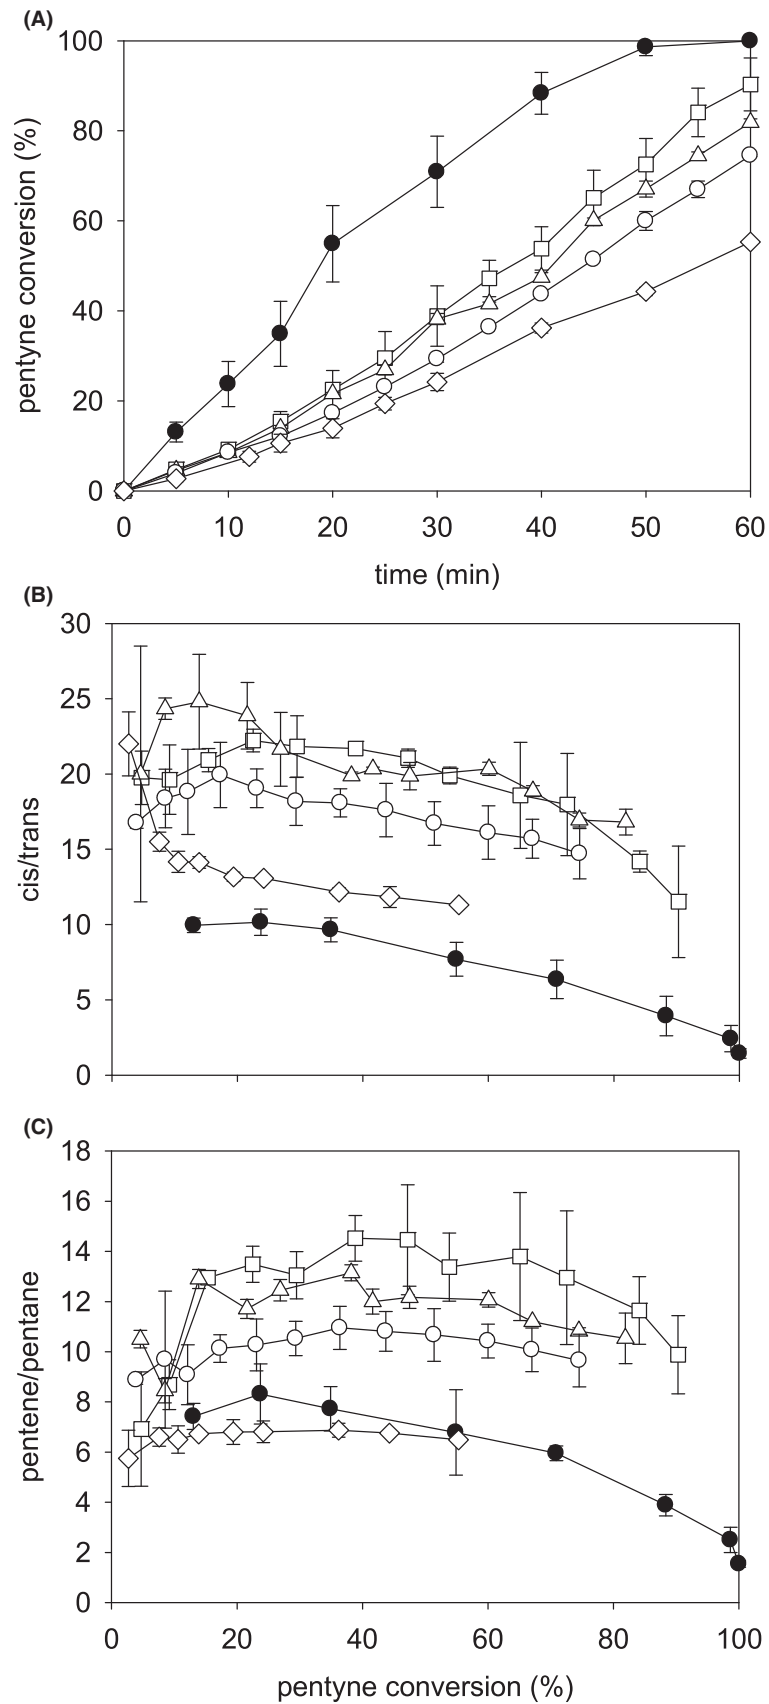 (A)
100
80
60
40
20
0
pentyne conversion (%)
0 10 20 30 40 50 60
time (min)
(B)
30
25
20
15
10
5
0
cis/trans
(C)
18
16
14
12
10
8
6
4
2
0
pentene/pentane
0 20 40 60 80 100
pentyne conversion (%)